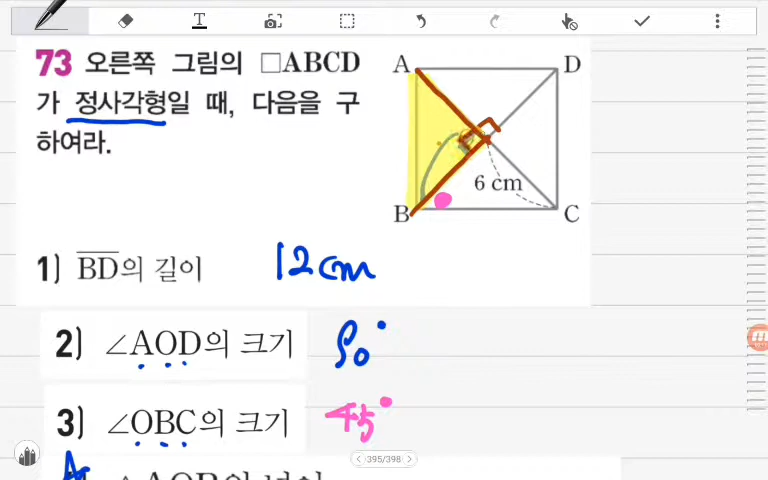 73 오른쪽 그림의 □ABCD
가 정사각형일 때, 다음을 구
하여라.
A
D
B
C
6 cm
1) BD의 길이 12cm
2) ∠AOD의 크기 90°
3) ∠OBC의 크기 45°
395/398